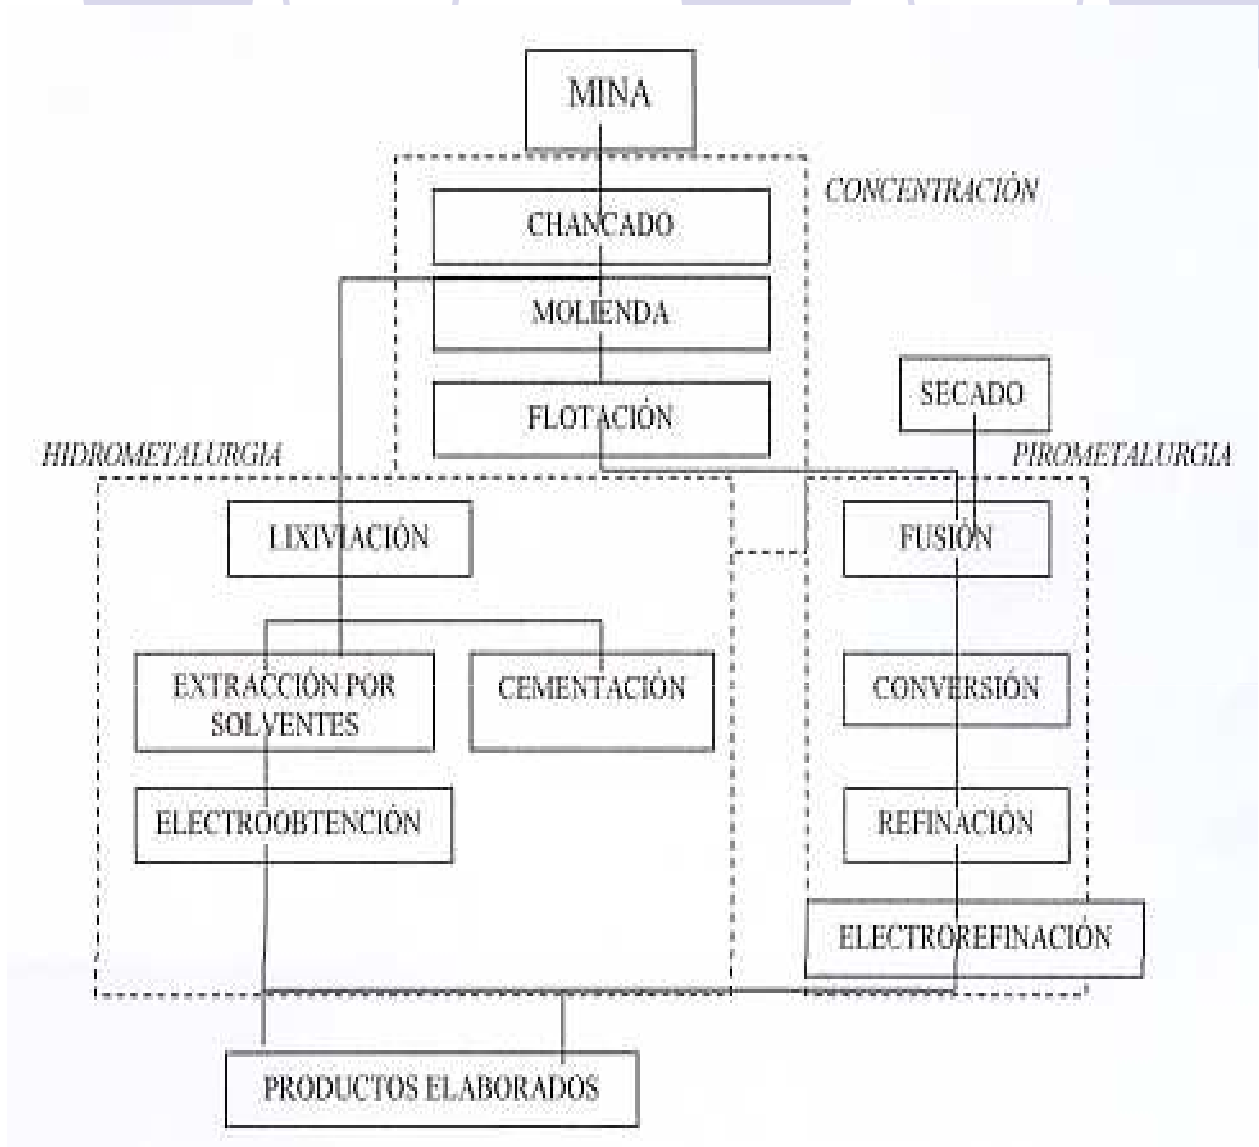 MINA
CONCENTRACIÓN
CHANCADO
MOLIENDA
SECADO
FLOTACIÓN
HIDROMETALURGIA
PIROMETALURGIA
LIXIVIACIÓN
FUSIÓN
EXTRACCIÓN POR
SOLVENTES
CEMENTACIÓN
CONVERSIÓN
ELECTROOBTENCIÓN
REFINACIÓN
ELECTROREFINACIÓN
PRODUCTOS ELABORADOS